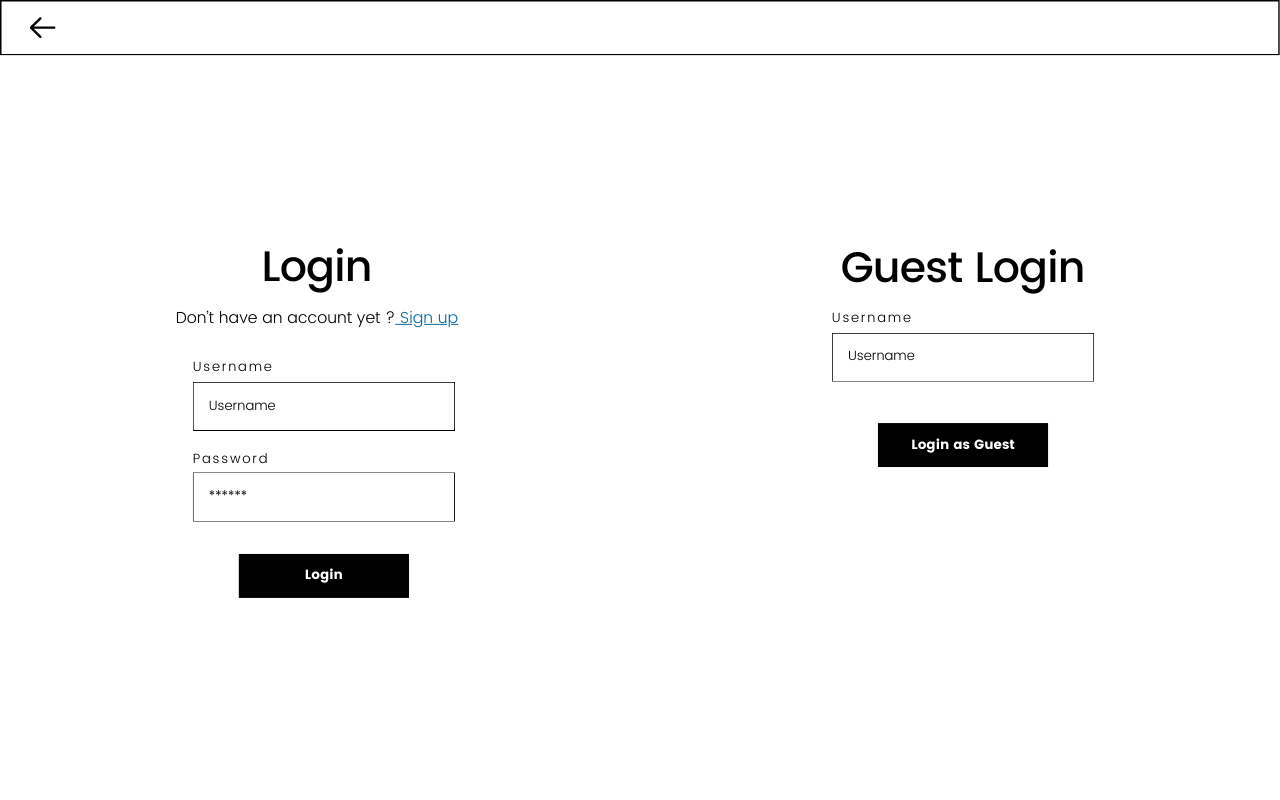 Login
Don't have an account yet ? Sign up
Username
Username
Password
******
Login
Guest Login
Username
Username
Login as Guest